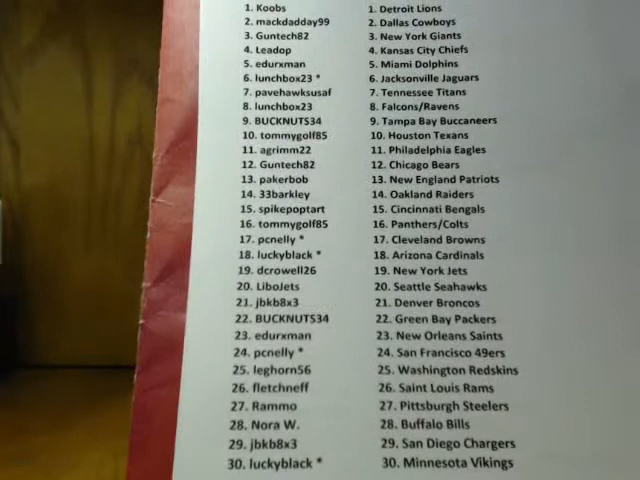 1. Koobs 1. Detroit Lions
2. mackdadday99 2. Dallas Cowboys
3. Guntech82 3. New York Giants
4. Leadop 4. Kansas City Chiefs
5. edurxman 5. Miami Dolphins
6. lunchbox23 * 6. Jacksonville Jaguars
7. pavehawksusaf 7. Tennessee Titans
8. lunchbox23 8. Falcons/Ravens
9. BUCKNUTS34 9. Tampa Bay Buccaneers
10. tommygolf85 10. Houston Texans
11. agrimm22 11. Philadelphia Eagles
12. Guntech82 12. Chicago Bears
13. pakerbob 13. New England Patriots
14. 33barkley 14. Oakland Raiders
15. spikepoptart 15. Cincinnati Bengals
16. tommygolf85 16. Panthers/Colts
17. pcnelly * 17. Cleveland Browns
18. luckyblack * 18. Arizona Cardinals
19. dcrowell26 19. New York Jets
20. LiboJets 20. Seattle Seahawks
21. jbkb8x3 21. Denver Broncos
22. BUCKNUTS34 22. Green Bay Packers
23. edurxman 23. New Orleans Saints
24. pcnelly * 24. San Francisco 49ers
25. leghorn56 25. Washington Redskins
26. fletchneff 26. Saint Louis Rams
27. Rammo 27. Pittsburgh Steelers
28. Nora W. 28. Buffalo Bills
29. jbkb8x3 29. San Diego Chargers
30. luckyblack * 30. Minnesota Vikings